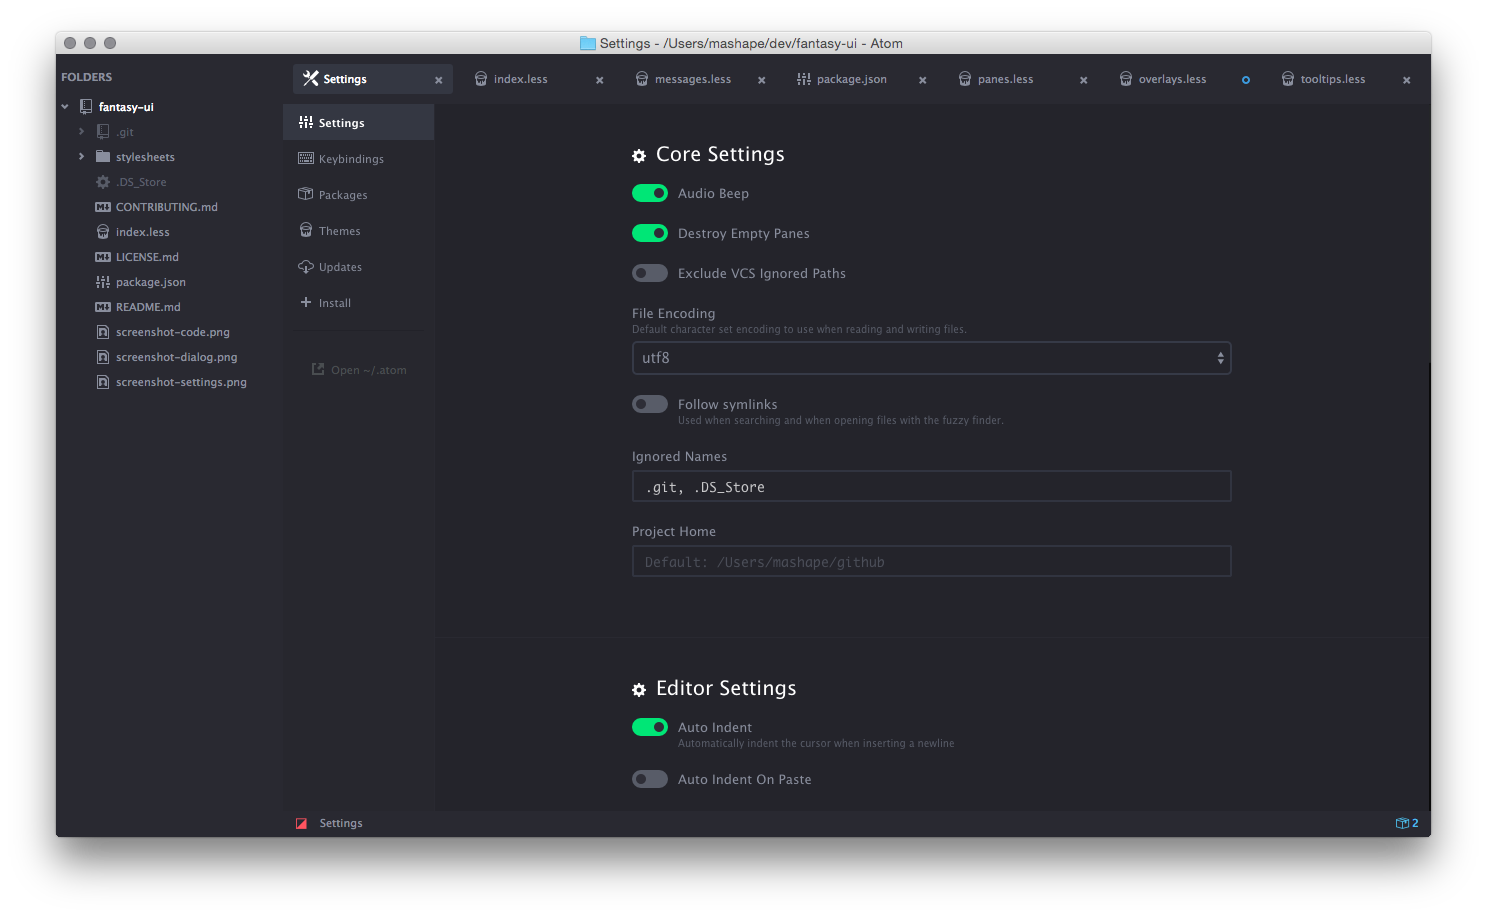 Settings - /Users/mashape/dev/fantasy-ui - Atom
FOLDERS
fantasy-ui
.git
stylesheets
.DS_Store
CONTRIBUTING.md
index.less
LICENSE.md
package.json
README.md
screenshot-code.png
screenshot-dialog.png
screenshot-settings.png
Settings
index.less
messages.less
package.json
panes.less
overlays.less
tooltips.less
Settings
Keybindings
Packages
Themes
Updates
Install
Open ~/.atom
Core Settings
Audio Beep
Destroy Empty Panes
Exclude VCS Ignored Paths
File Encoding
Default character set encoding to use when reading and writing files.
utf8
Follow symlinks
Used when searching and when opening files with the fuzzy finder.
Ignored Names
.git, .DS_Store
Project Home
Default: /Users/mashape/github
Editor Settings
Auto Indent
Automatically indent the cursor when inserting a newline
Auto Indent On Paste
Settings
2